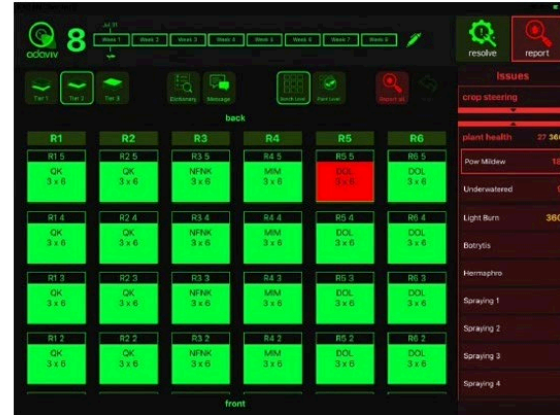 adaviv
8
Jul 31
Week 1 Week 2 Week 3 Week 4 Week 5 Week 6 Week 7 Week 8
resolve report
Tier 1 Tier 2 Tier 3 Dictionary Message Bench Level Plant Level Report all
Issues
crop steering
back
plant health 27 360
R1 R2 R3 R4 R5 R6
R1 5 R2 5 R3 5 R4 5 R5 5 R6 5
QK QK NFNK MIM DOL DOL
3 x 6 3 x 6 3 x 6 3 x 6 3 x 6 3 x 6
Pow Mildew 18
Underwatered
R1 4 R2 4 R3 4 R4 4 R5 4 R6 4
QK QK NFNK MIM DOL DOL
3 x 6 3 x 6 3 x 6 3 x 6 3 x 6 3 x 6
Light Burn 360
Botrytis
R1 3 R2 3 R3 3 R4 3 R5 3 R6 3
QK QK NFNK MIM DOL DOL
3 x 6 3 x 6 3 x 6 3 x 6 3 x 6 3 x 6
Hermaphro
Spraying 1
Spraying 2
R1 2 R2 2 R3 2 R4 2 R5 2 R6 2
QK QK NFNK MIM DOL DOL
3 x 6 3 x 6 3 x 6 3 x 6 3 x 6 3 x 6
Spraying 3
Spraying 4
front